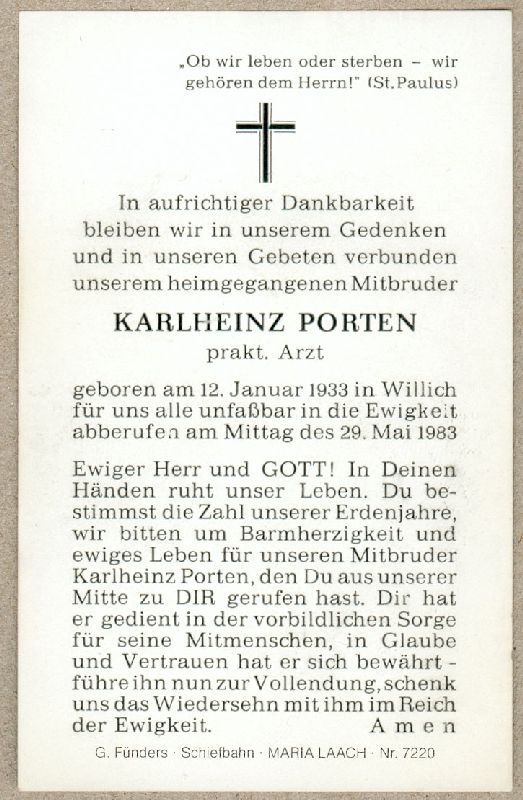 „Ob wir leben oder sterben – wir
gehören dem Herrn!" (St. Paulus)
In aufrichtiger Dankbarkeit
bleiben wir in unserem Gedenken
und in unseren Gebeten verbunden
unserem heimgegangenen Mitbruder
KARLHEINZ PORTEN
prakt. Arzt
geboren am 12. Januar 1933 in Willich
für uns alle unfaßbar in die Ewigkeit
abberufen am Mittag des 29. Mai 1983
Ewiger Herr und GOTT! In Deinen
Händen ruht unser Leben. Du be-
stimmst die Zahl unserer Erdenjahre,
wir bitten um Barmherzigkeit und
ewiges Leben für unseren Mitbruder
Karlheinz Porten, den Du aus unserer
Mitte zu DIR gerufen hast. Dir hat
er gedient in der vorbildlichen Sorge
für seine Mitmenschen, in Glaube
und Vertrauen hat er sich bewährt –
führe ihn nun zur Vollendung, schenk
uns das Wiedersehn mit ihm im Reich
der Ewigkeit. Amen
G. Fünders · Schiefbahn · MARIA LAACH · Nr. 7220